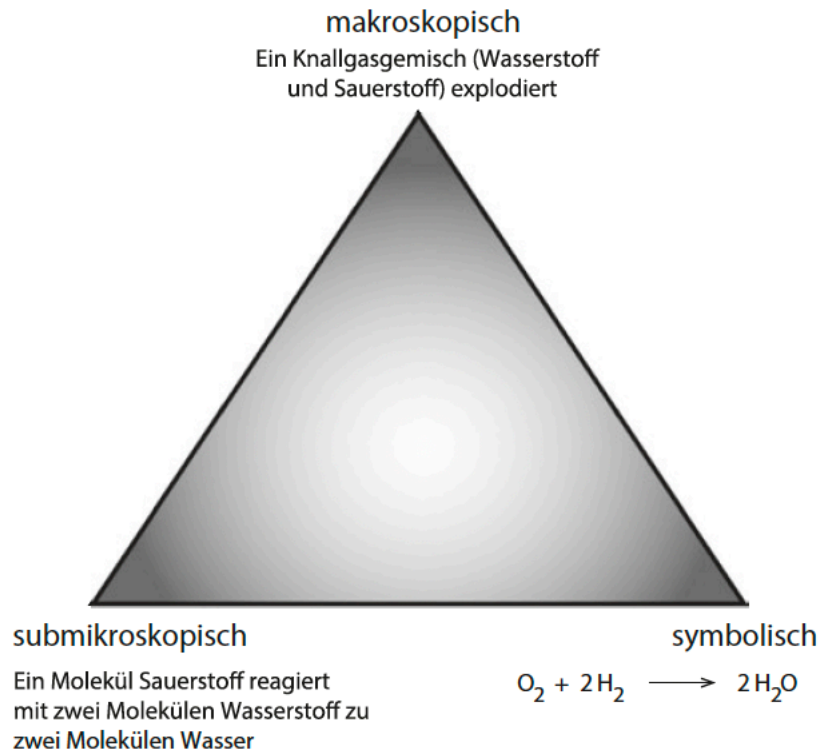 makroskopisch
Ein Knallgasgemisch (Wasserstoff
und Sauerstoff) explodiert
submikroskopisch
Ein Molekül Sauerstoff reagiert
mit zwei Molekülen Wasserstoff zu
zwei Molekülen Wasser
symbolisch
O₂ + 2H₂ ⟶ 2H₂O